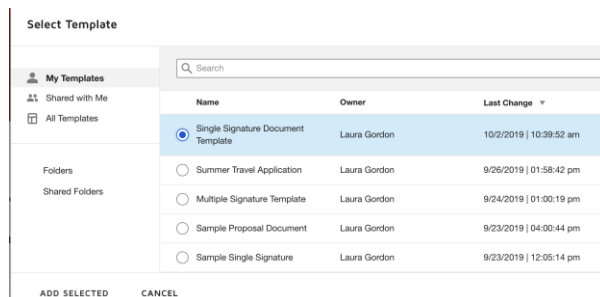 Select Template
My Templates
Shared with Me
All Templates
Folders
Shared Folders
Search
Name Owner Last Change
Single Signature Document
Template
Laura Gordon 10/2/2019 | 10:39:52 am
Summer Travel Application Laura Gordon 9/26/2019 | 01:58:42 pm
Multiple Signature Template Laura Gordon 9/24/2019 | 01:00:19 pm
Sample Proposal Document Laura Gordon 9/23/2019 | 04:00:44 pm
Sample Single Signature Laura Gordon 9/23/2019 | 12:05:14 pm
ADD SELECTED CANCEL